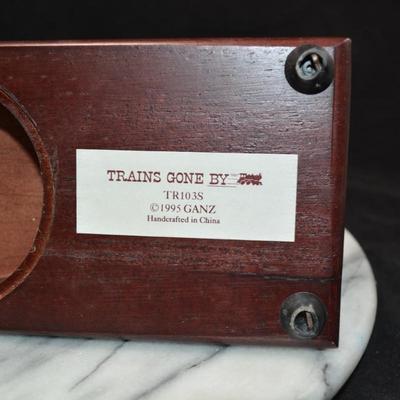 TRAINS GONE BY
TR103S
©1995 GANZ
Handcrafted in China